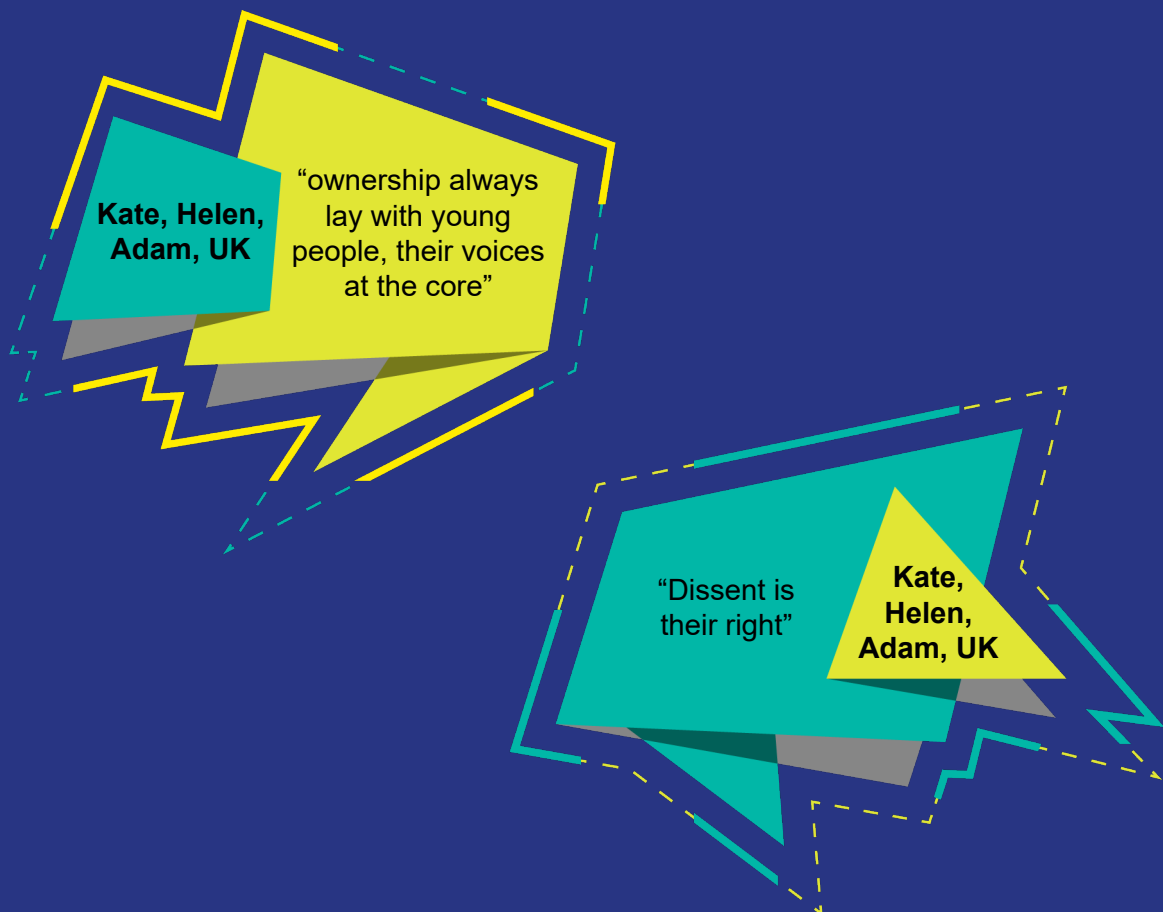 Kate, Helen,
Adam, UK
“ownership always
lay with young
people, their voices
at the core”
“Dissent is
their right”
Kate,
Helen,
Adam, UK